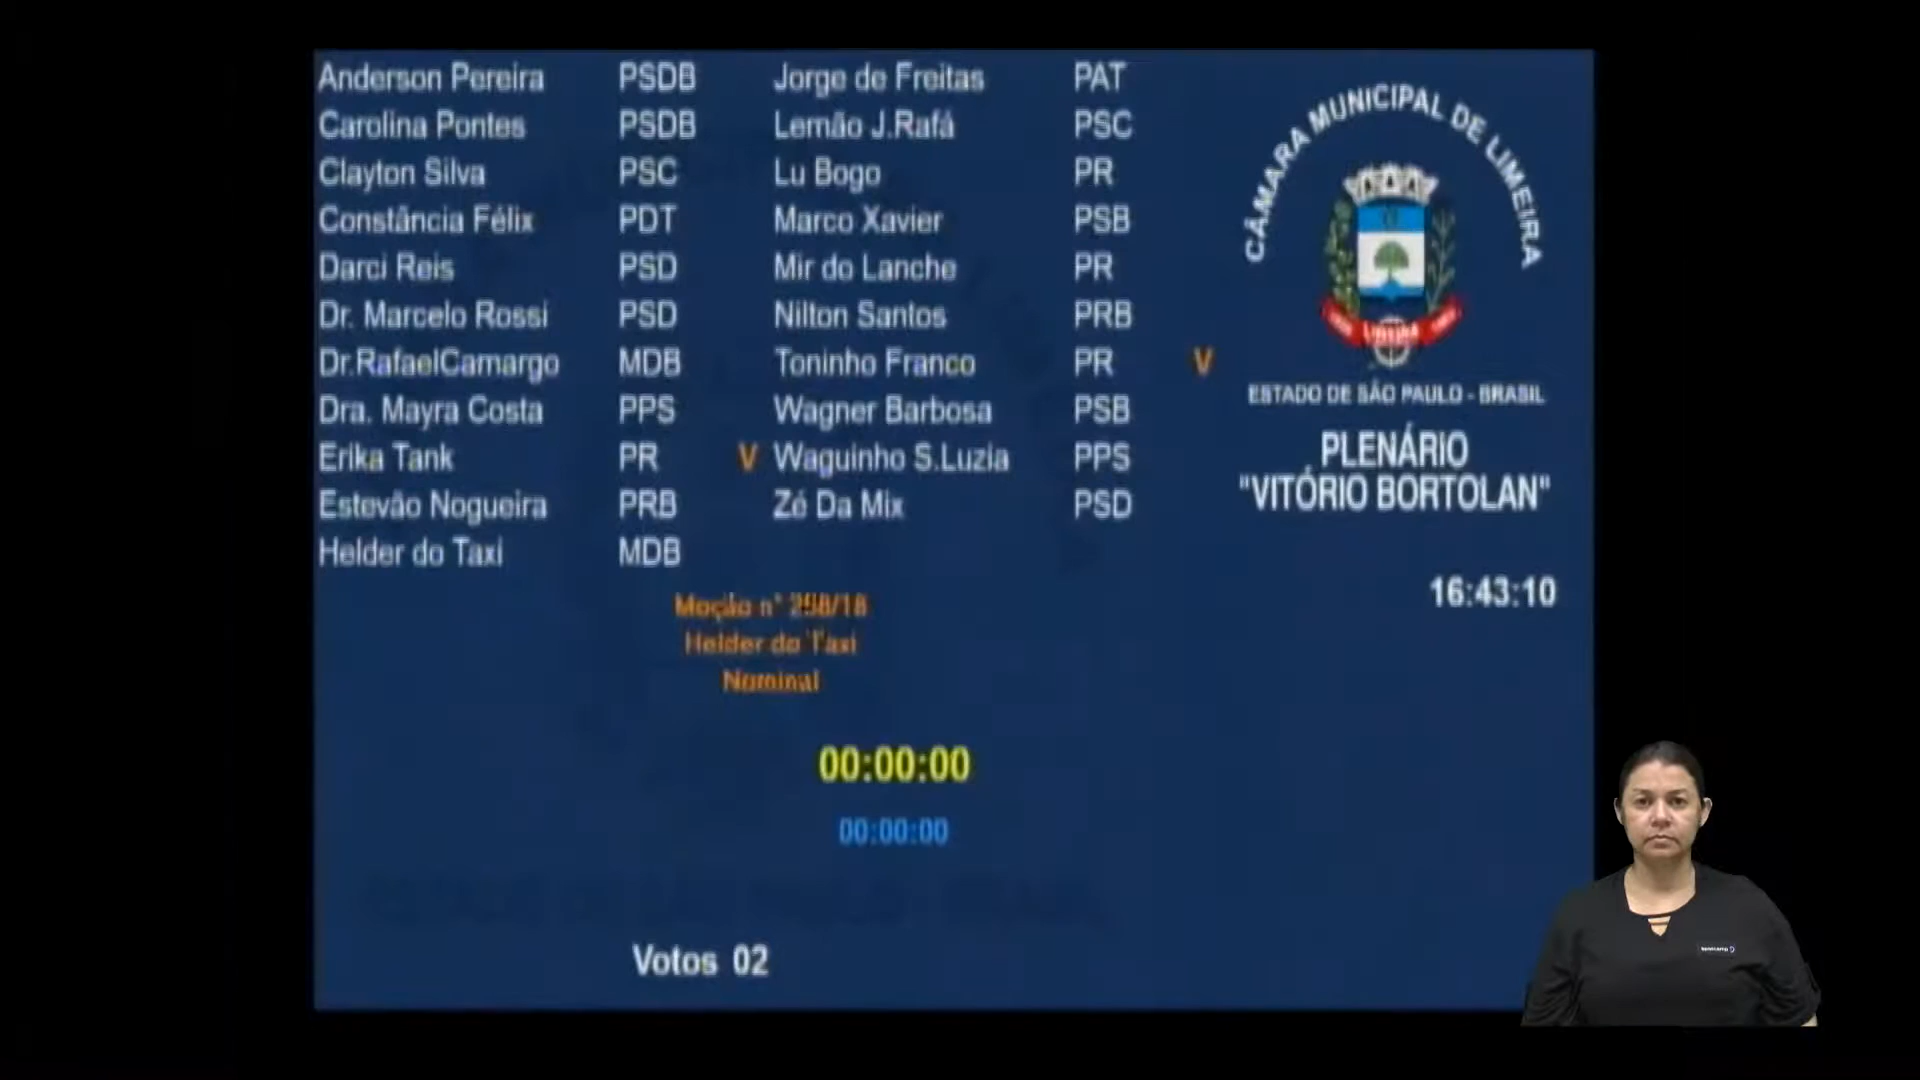 Anderson Pereira PSDB Jorge de Freitas PAT
Carolina Pontes PSDB Lemão J.Rafá PSC
Clayton Silva PSC Lu Bogo PR
Constância Félix PDT Marco Xavier PSB
Darci Reis PSD Mir do Lanche PR
Dr. Marcelo Rossi PSD Nilton Santos PRB
Dr.RafaelCamargo MDB Toninho Franco PR V
Dra. Mayra Costa PPS Wagner Barbosa PSB
Erika Tank PR V Waguinho S.Luzia PPS
Estevão Nogueira PRB Zé Da Mix PSD
Helder do Taxi MDB
CÂMARA MUNICIPAL DE LIMEIRA
LIMEIRA
ESTADO DE SÃO PAULO - BRASIL
PLENÁRIO
"VITÓRIO BORTOLAN"
16:43:10
Moção n° 258/18
Helder do Taxi
Nominal
00:00:00
00:00:00
Votos 02